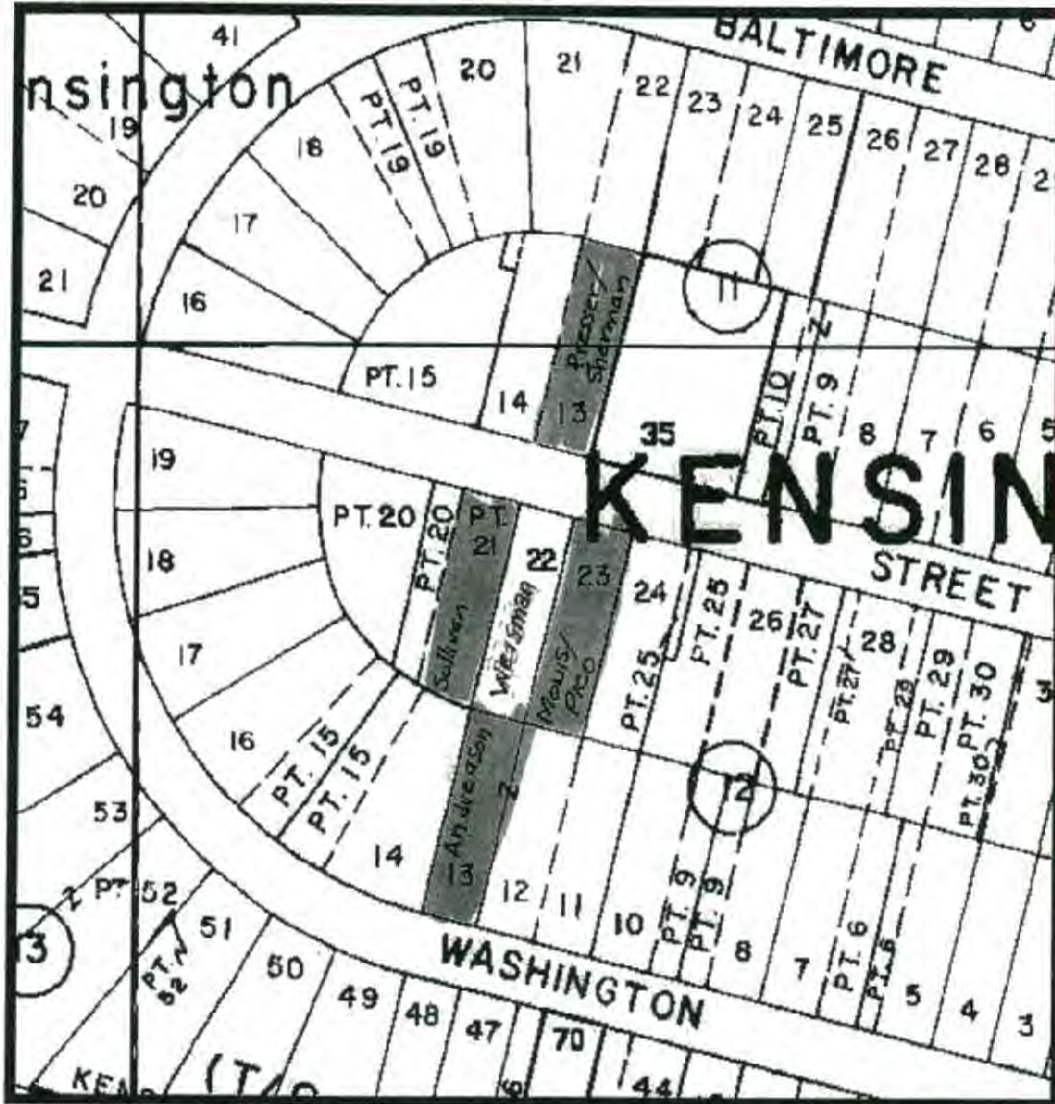 BALTIMORE
6
41
20
21
22
23
24
25
26
27
28
nsington
19
PT. 19
PT. 19
18
20
17
21
16
11
Presser/
Sherman
PT. 15
14
13
35
PT. 10
PT. 9
Z
8
7
6
5
KENSIN
19
PT. 20
PT. 20
PT.
21
22
23
24
PT. 25
26
PT. 27
STREET
18
28
PT. 27
PT. 29
PT. 30
Sullivan
Wiesman
Mouis/
Pico
PT. 25
17
54
16
PT. 15
PT. 15
Andreason
Z
PT. 30
12
53
14
13
12
11
10
PT. 9
PT. 9
8
7
PT. 6
5
4
3
PT 52
51
13
PT.
52
50
49
48
47
WASHINGTON
70
44
KEN